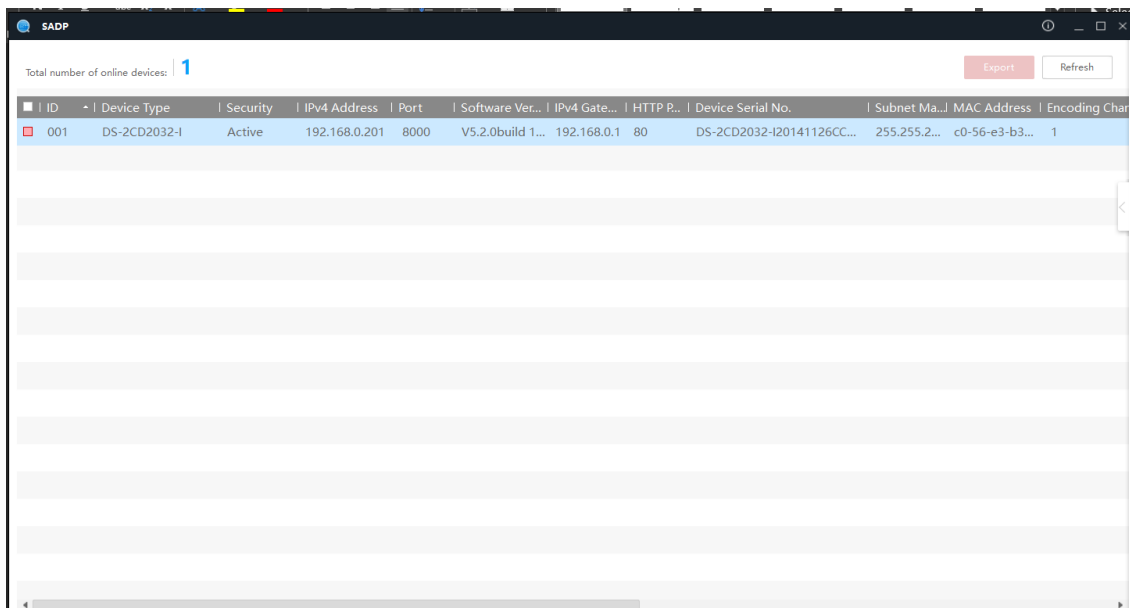 SADP
Total number of online devices: 1
Export Refresh
ID Device Type Security IPv4 Address Port Software Ver... IPv4 Gate... HTTP P... Device Serial No. Subnet Ma... MAC Address Encoding Chan
001 DS-2CD2032-I Active 192.168.0.201 8000 V5.2.0build 1... 192.168.0.1 80 DS-2CD2032-I20141126CC... 255.255.2... c0-56-e3-b3... 1